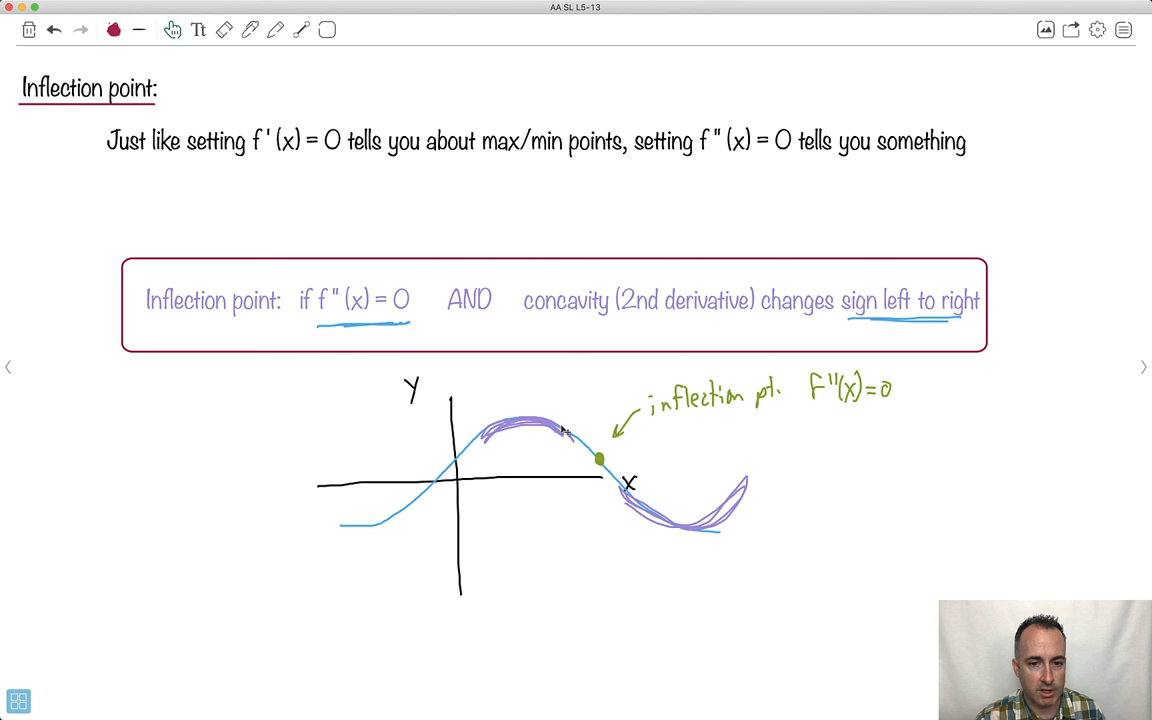 AA SL L5-13
Tt
Inflection point:
Just like setting f ' (x) = 0 tells you about max/min points, setting f " (x) = 0 tells you something
Inflection point: if f " (x) = 0 AND concavity (2nd derivative) changes sign left to right
y
inflection pt. f"(x)=0
x